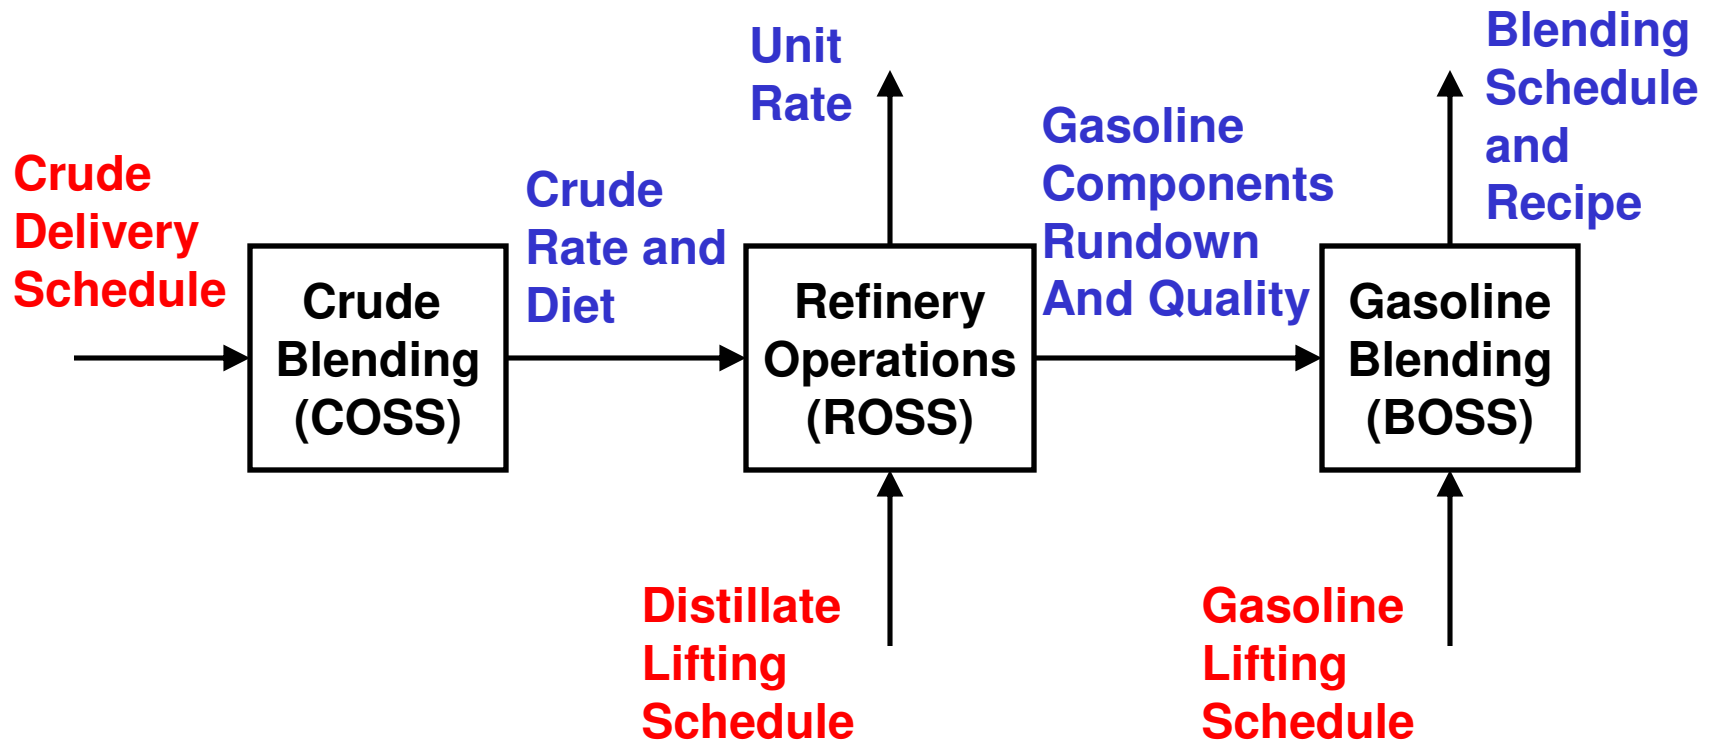 Crude
Delivery
Schedule
Crude
Blending
(COSS)
Crude
Rate and
Diet
Unit
Rate
Refinery
Operations
(ROSS)
Distillate
Lifting
Schedule
Gasoline
Components
Rundown
And Quality
Blending
Schedule
and
Recipe
Gasoline
Blending
(BOSS)
Gasoline
Lifting
Schedule